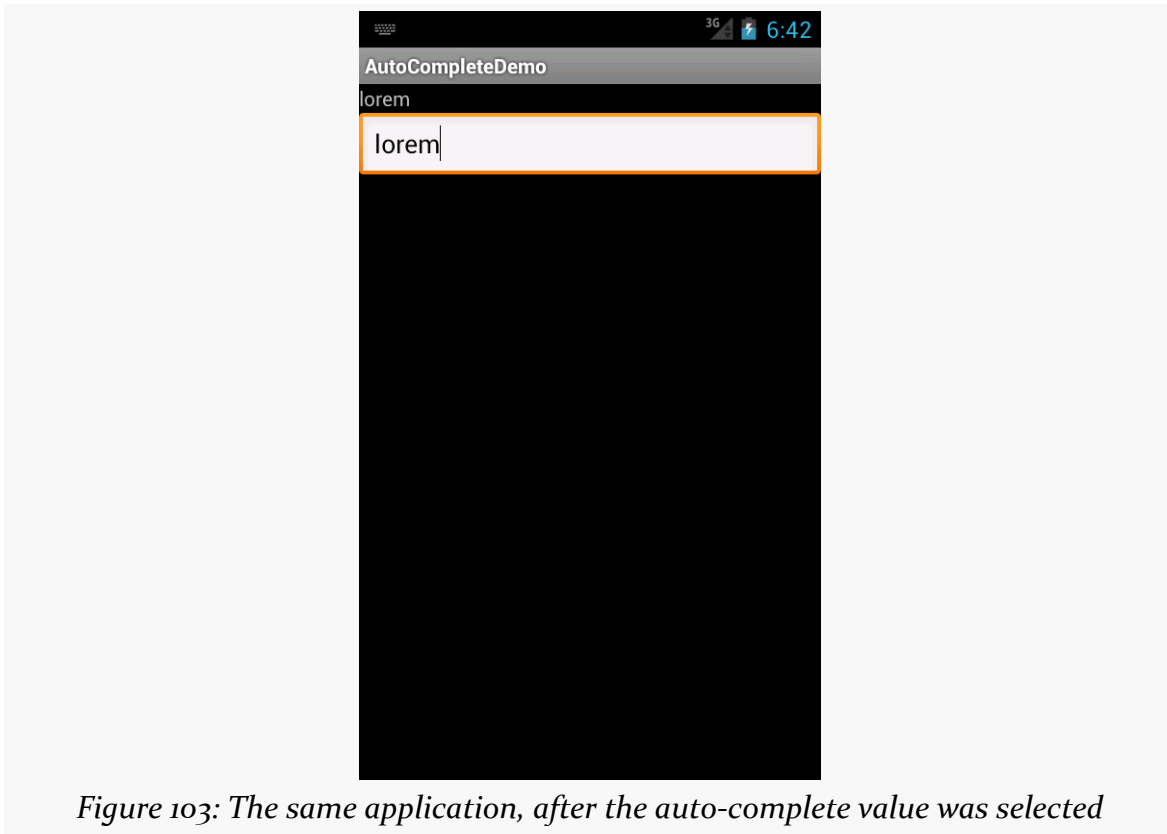 3G 6:42
AutoCompleteDemo
lorem
lorem
Figure 103: The same application, after the auto-complete value was selected